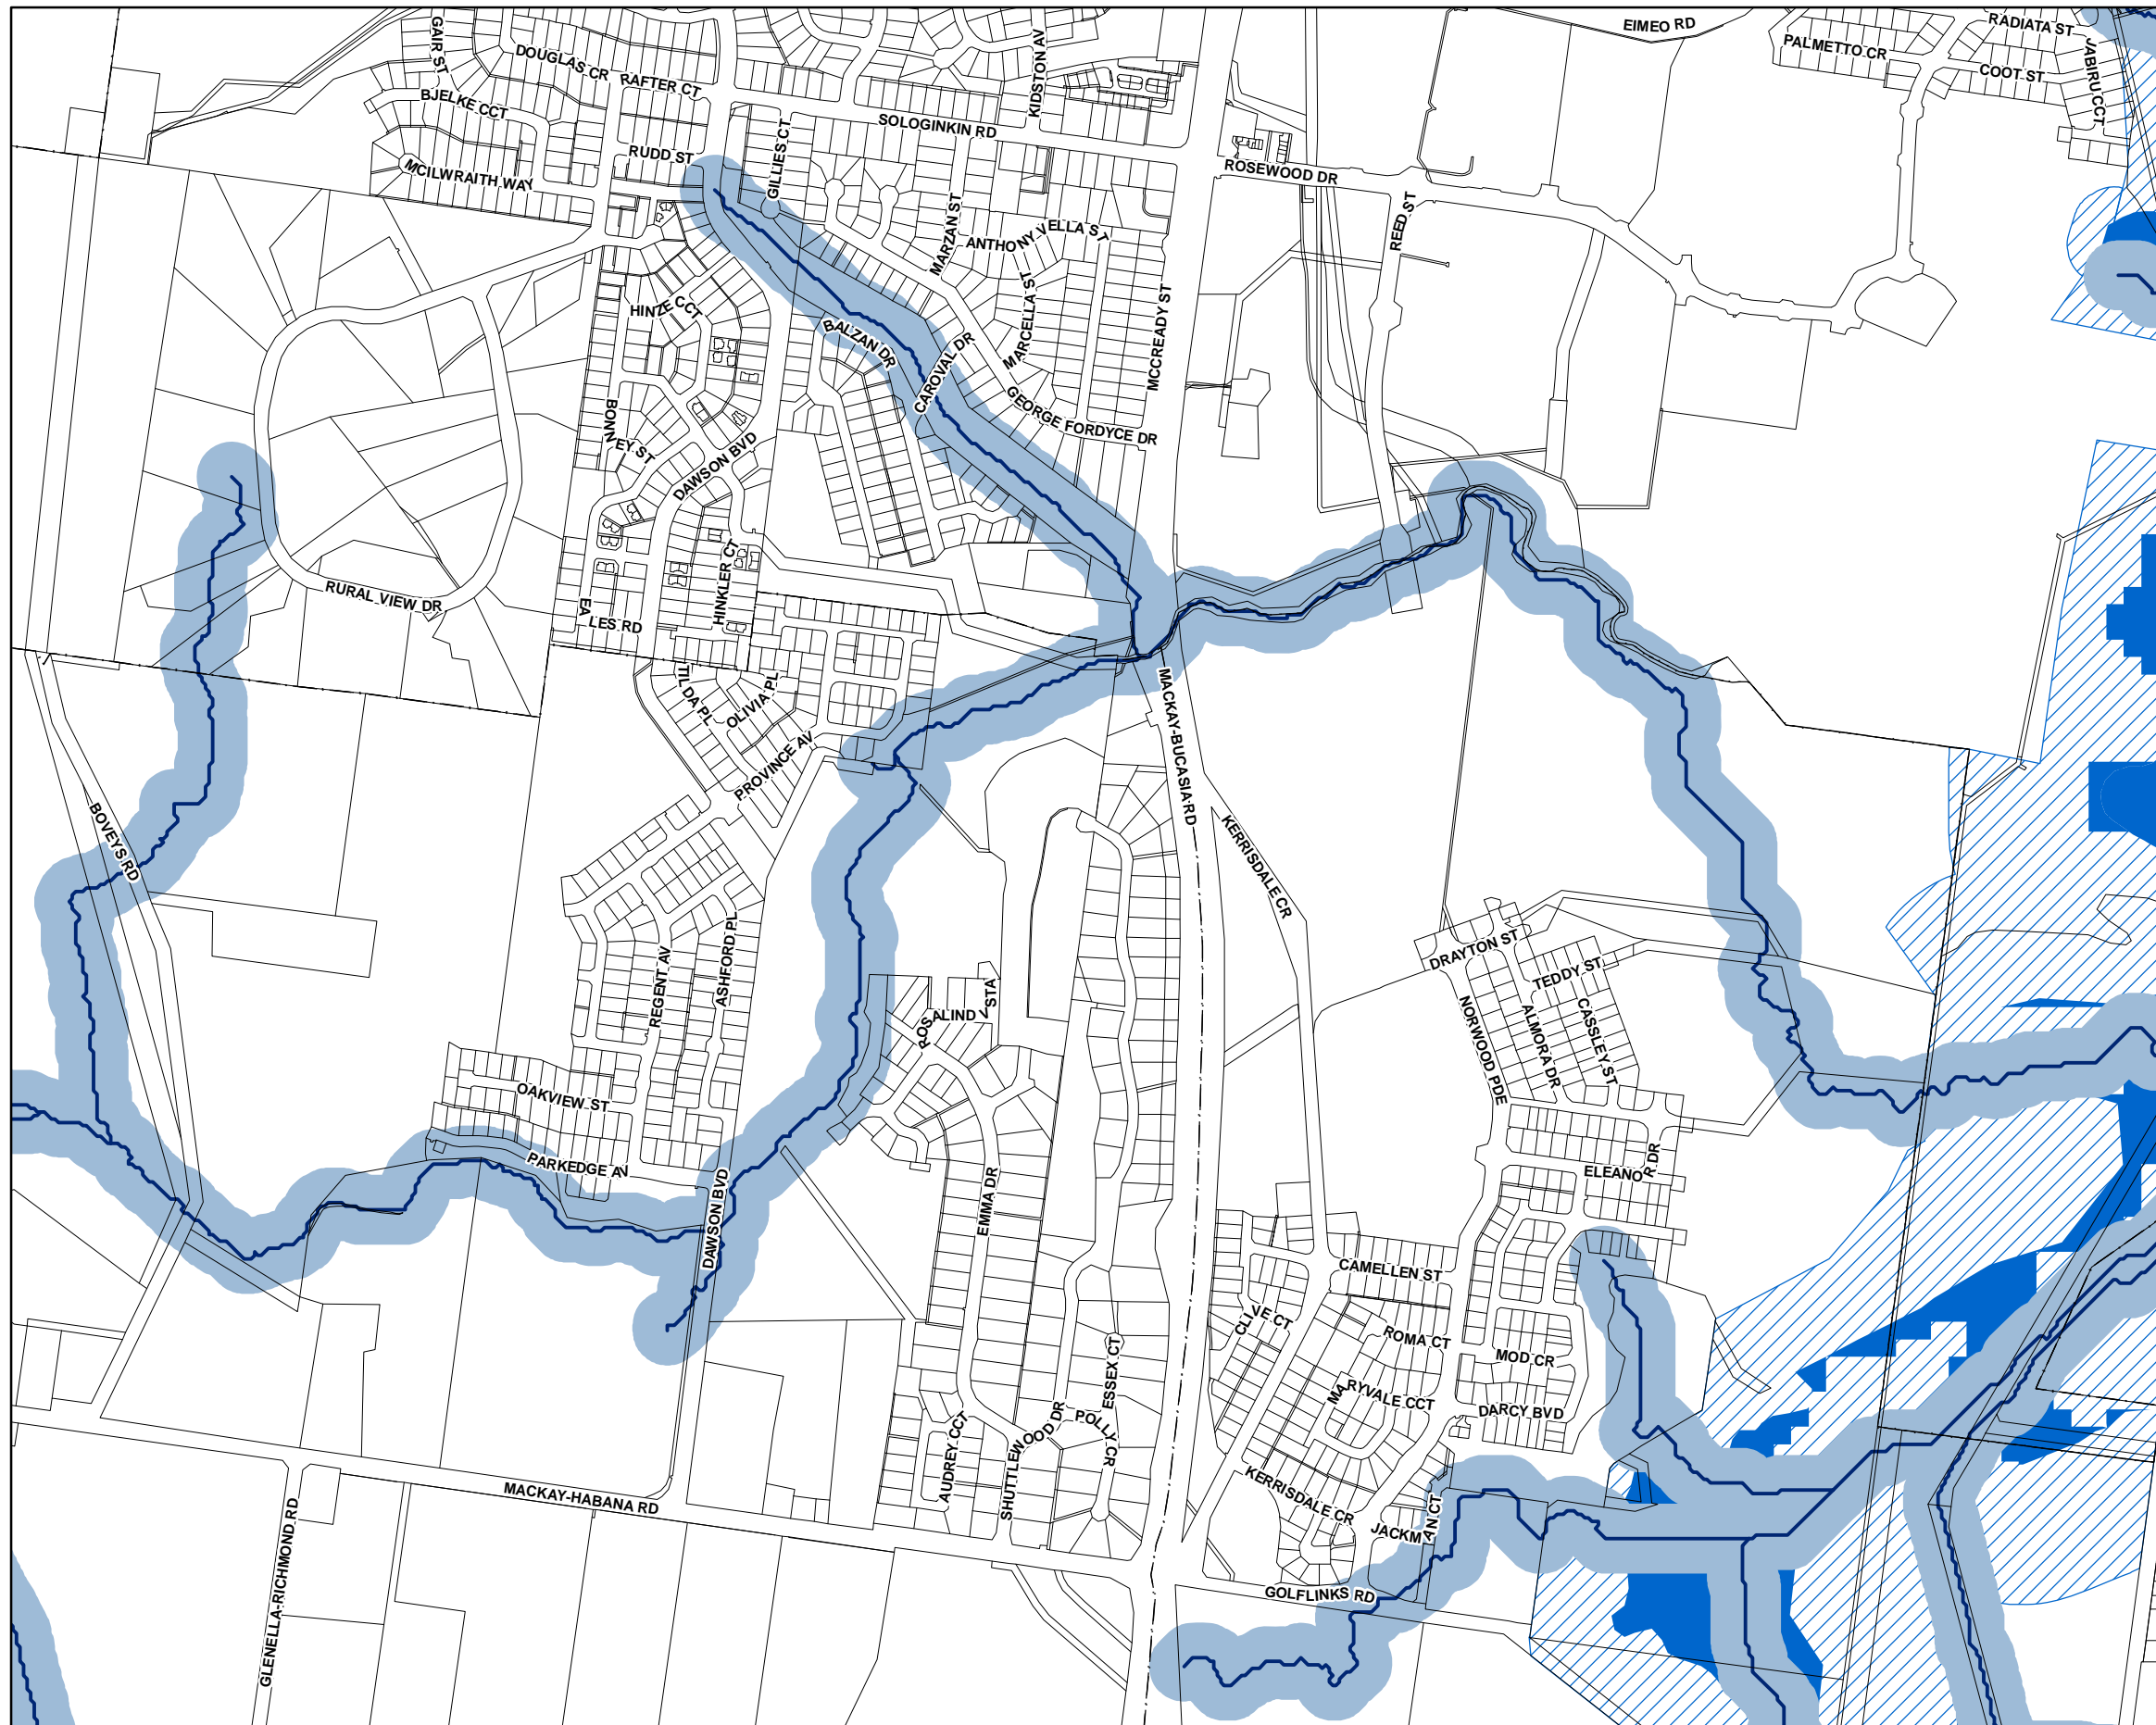 EIMEO RD
RADIATA ST
GAIR ST
DOUGLAS CR
RAFTER CT
KIDSTON AV
PALMETTO CR
COOT ST
JABIRU CCT
BJELKE CCT
SOLOGINKIN RD
GILLIES CT
RUDD ST
MCILWRAITH WAY
ROSEWOOD DR
REED ST
MARZAN ST
ANTHONY VELLA ST
MARCELLA ST
MCCREADY ST
HINZE CCT
BALZAN DR
CAROVAL DR
GEORGE FORDYCE DR
BONNEY ST
DAWSON BVD
HINKLER CT
RURAL VIEW DR
EALES RD
TILDA PL
OLIVIA PL
PROVINCE AV
MACKAY-BUCASIA RD
BOVEYS RD
KERRISDALE CR
DRAYTON ST
TEDDY ST
REGENT AV
ASHFORD PL
ROSALIND
VSTA
NORWOOD PDE
ALMORA DR
CASSLEY ST
OAKVIEW ST
PARKEDGE AV
DAWSON BVD
EMMA DR
ELEANOR DR
CAMELLEN ST
CLIVE CT
ROMA CT
MOD CR
ESSEX CT
MARYVALE CCT
DARCY BVD
AUDREY CCT
SHUTTLEWOOD DR
POLLY CR
MACKAY-HABANA RD
KERRISDALE CR
JACKMAN CT
GLENELLA-RICHMOND RD
GOLFLINKS RD